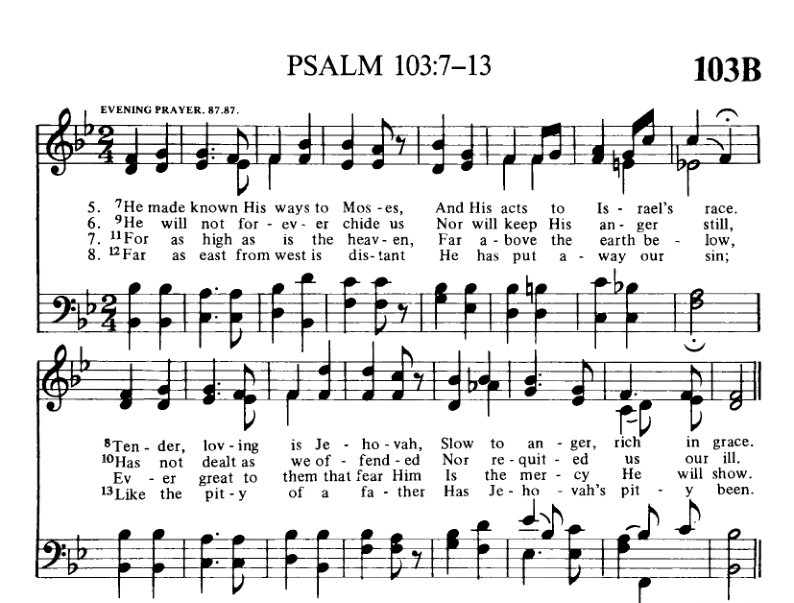 PSALM 103:7–13
103B
EVENING PRAYER. 87.87.
5. ⁷He made known His ways to Mos - es, And His acts to Is - rael's race.
6. ⁹He will not for - ev - er chide us Nor will keep His an - ger still,
7. ¹¹For as high as is the heav - en, Far a - bove the earth be - low,
8. ¹²Far as east from west is dis - tant He has put a - way our sin;
⁸Ten - der, lov - ing is Je - ho - vah, Slow to an - ger, rich in grace.
¹⁰Has not dealt as we of - fend - ed Nor re - quit - ed us our ill.
Ev - er great to them that fear Him Is the mer - cy He will show.
¹³Like the pit - y of a fa - ther Has Je - ho - vah's pit - y been.